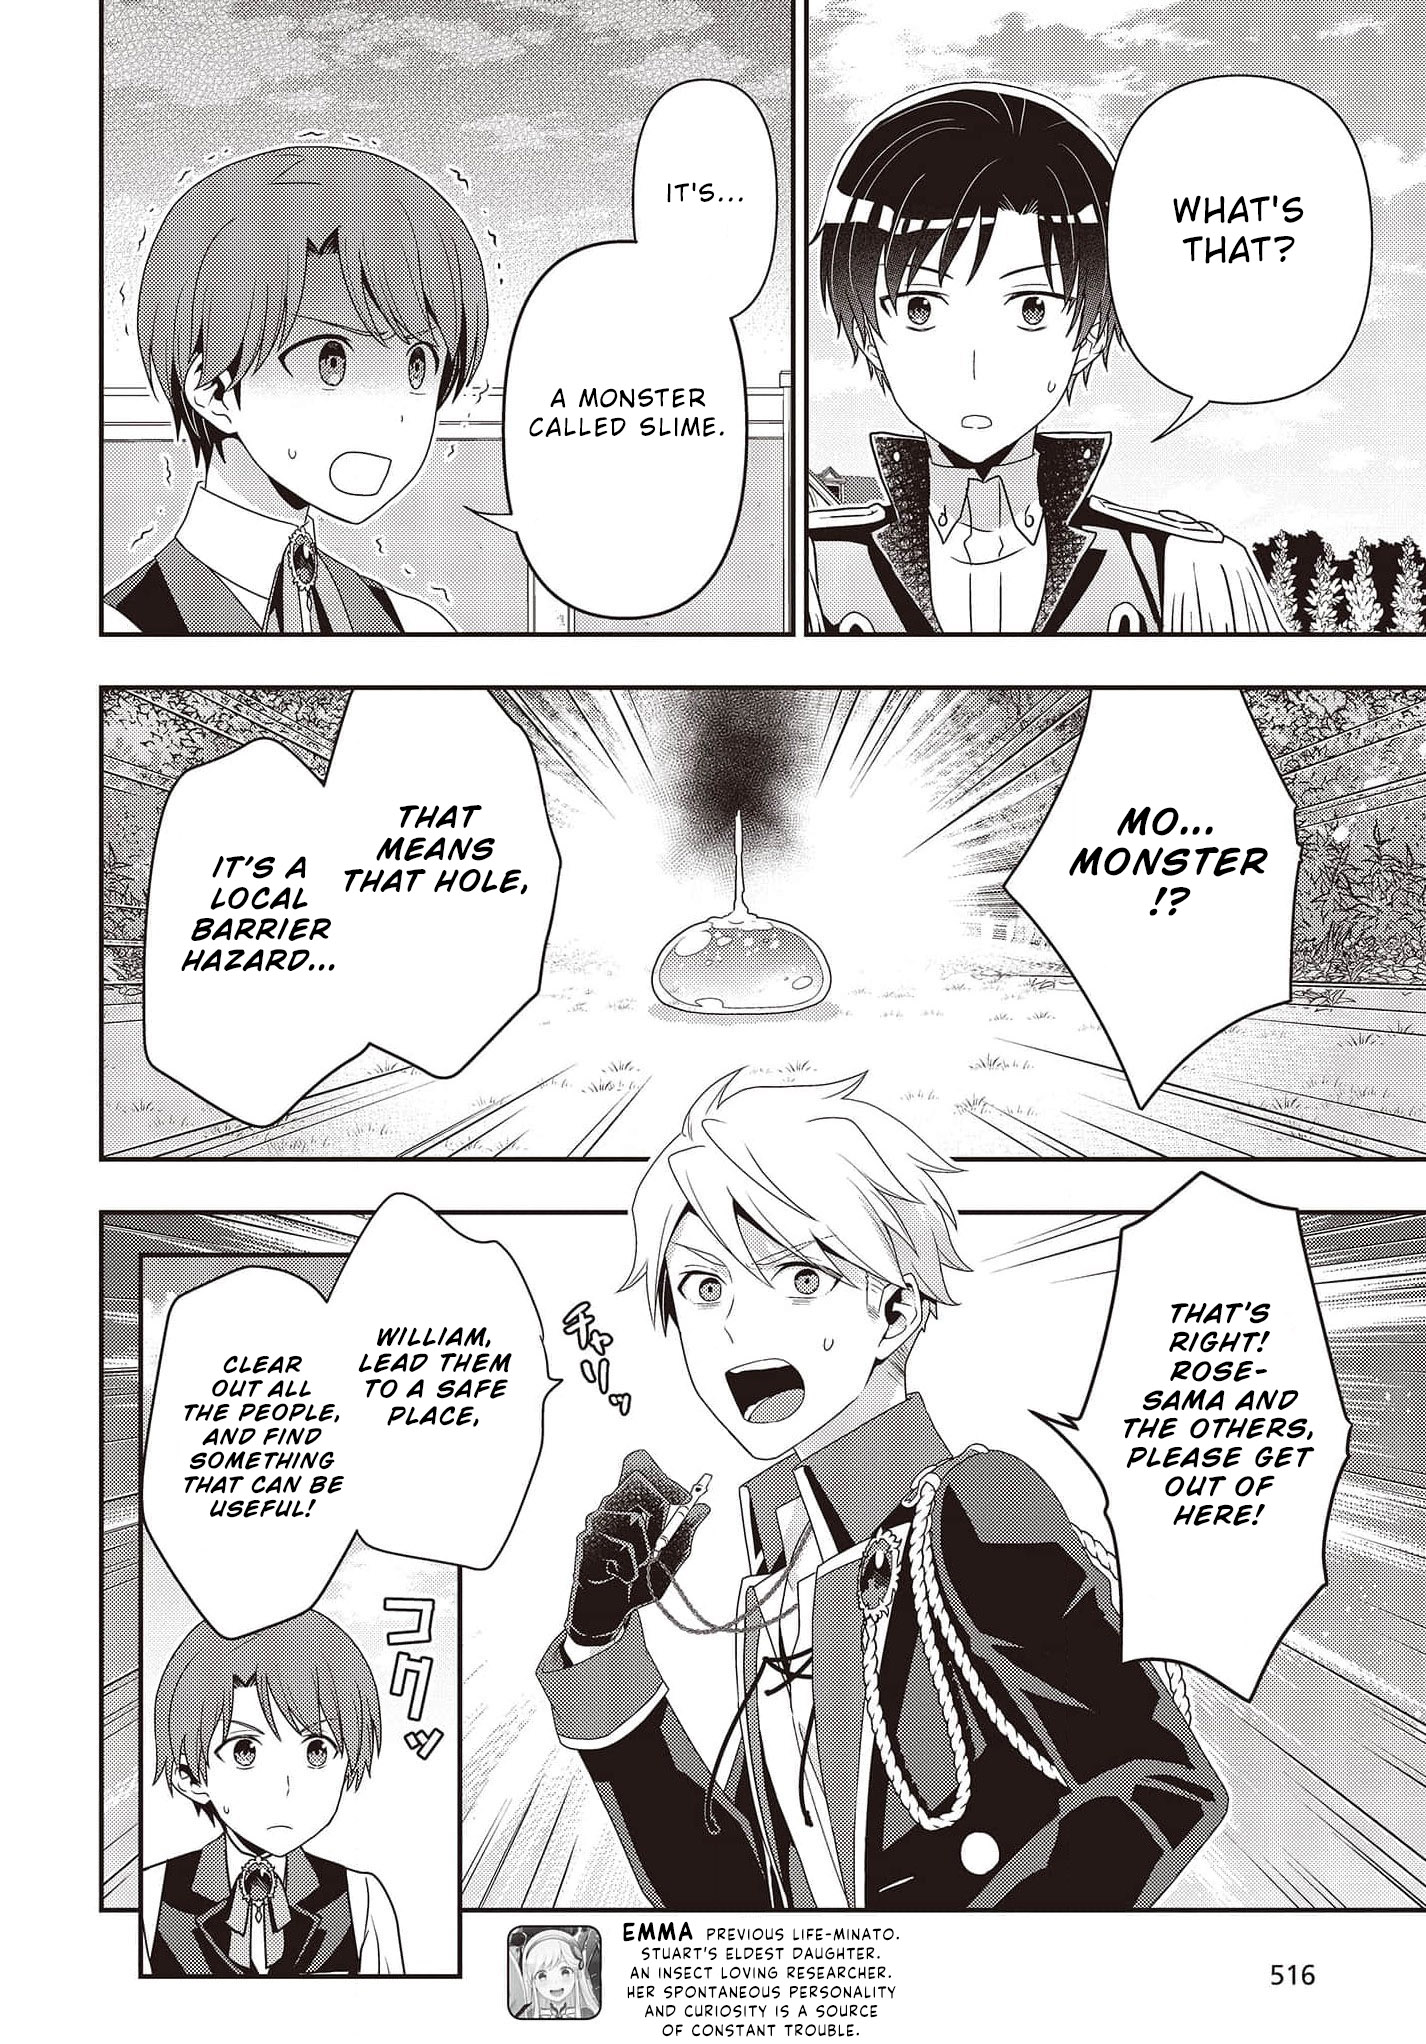 WHAT'S
THAT?
IT'S...
A MONSTER
CALLED SLIME.
MO...
MONSTER
!?
THAT
MEANS
THAT HOLE,
IT'S A
LOCAL
BARRIER
HAZARD...
THAT'S
RIGHT!
ROSE-
SAMA AND
THE OTHERS,
PLEASE GET
OUT OF
HERE!
チャリッ
WILLIAM,
LEAD THEM
TO A SAFE
PLACE,
CLEAR
OUT ALL
THE PEOPLE,
AND FIND
SOMETHING
THAT CAN BE
USEFUL!
コクッ
EMMA PREVIOUS LIFE-MINATO.
STUART'S ELDEST DAUGHTER.
AN INSECT LOVING RESEARCHER.
HER SPONTANEOUS PERSONALITY
AND CURIOSITY IS A SOURCE
OF CONSTANT TROUBLE.
516